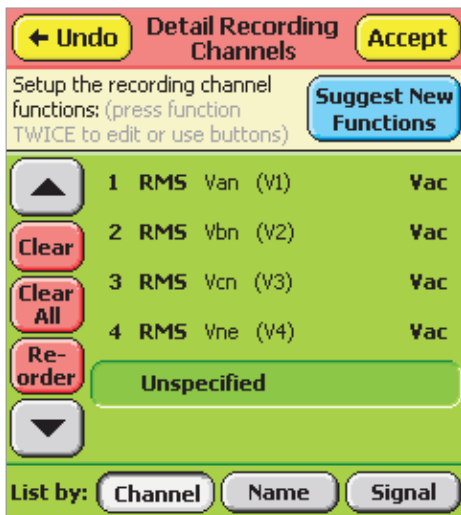 ← Undo
Detail Recording
Channels
Accept
Setup the recording channel
functions: (press function
TWICE to edit or use buttons)
Suggest New
Functions
1 RMS Van (V1) Vac
Clear
2 RMS Vbn (V2) Vac
Clear
All
3 RMS Vcn (V3) Vac
4 RMS Vne (V4) Vac
Re-
order
Unspecified
List by: Channel Name Signal